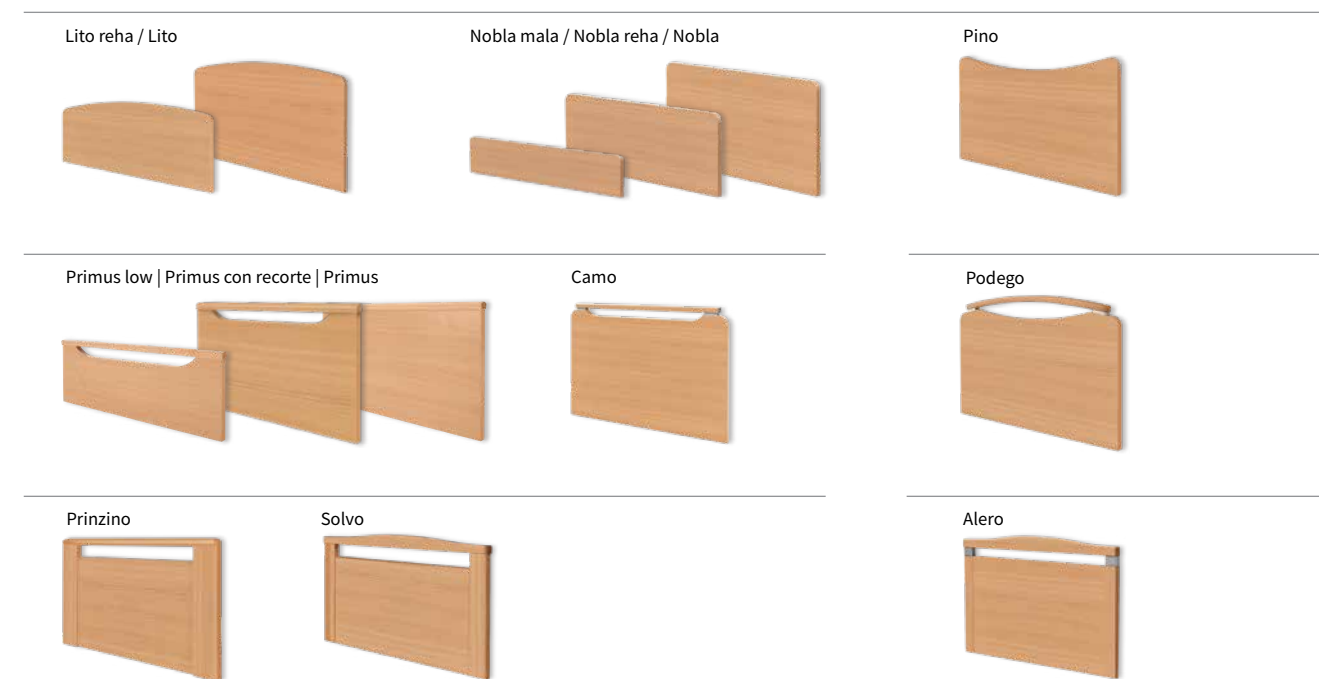 Lito reha / Lito
Nobla mala / Nobla reha / Nobla
Pino
Primus low | Primus con recorte | Primus
Camo
Podego
Prinzino
Solvo
Alero